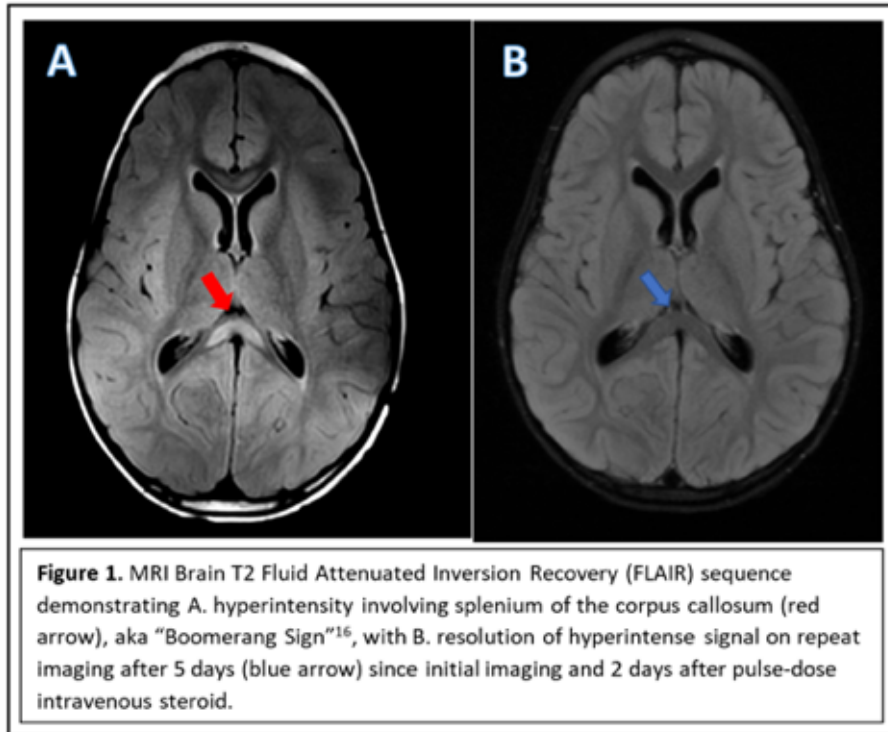 A
B
Figure 1. MRI Brain T2 Fluid Attenuated Inversion Recovery (FLAIR) sequence
demonstrating A. hyperintensity involving splenium of the corpus callosum (red
arrow), aka “Boomerang Sign”¹⁶, with B. resolution of hyperintense signal on repeat
imaging after 5 days (blue arrow) since initial imaging and 2 days after pulse-dose
intravenous steroid.